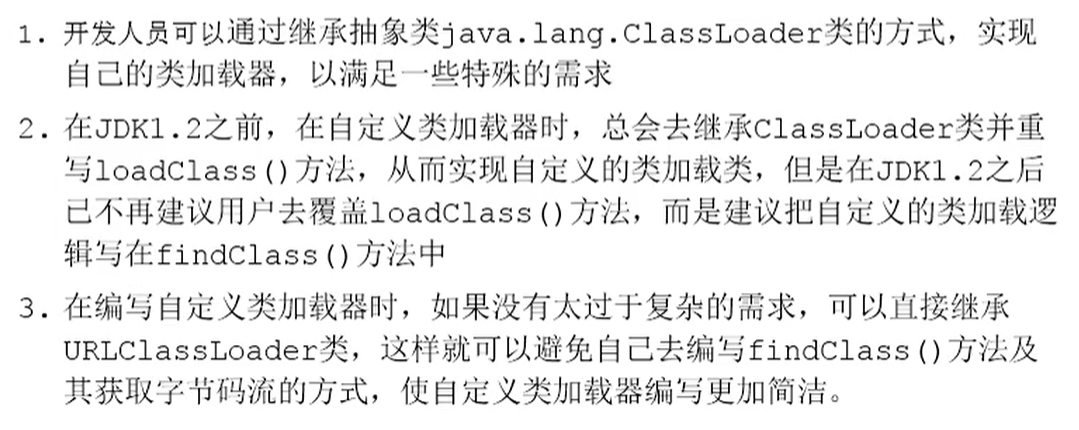 1. 开发人员可以通过继承抽象类java.lang.ClassLoader类的方式，实现
自己的类加载器，以满足一些特殊的需求
2. 在JDK1.2之前，在自定义类加载器时，总会去继承ClassLoader类并重
写loadClass()方法，从而实现自定义的类加载类，但是在JDK1.2之后
已不再建议用户去覆盖loadClass()方法，而是建议把自定义的类加载逻
辑写在findClass()方法中
3. 在编写自定义类加载器时，如果没有太过于复杂的需求，可以直接继承
URLClassLoader类，这样就可以避免自己去编写findClass()方法及
其获取字节码流的方式，使自定义类加载器编写更加简洁。